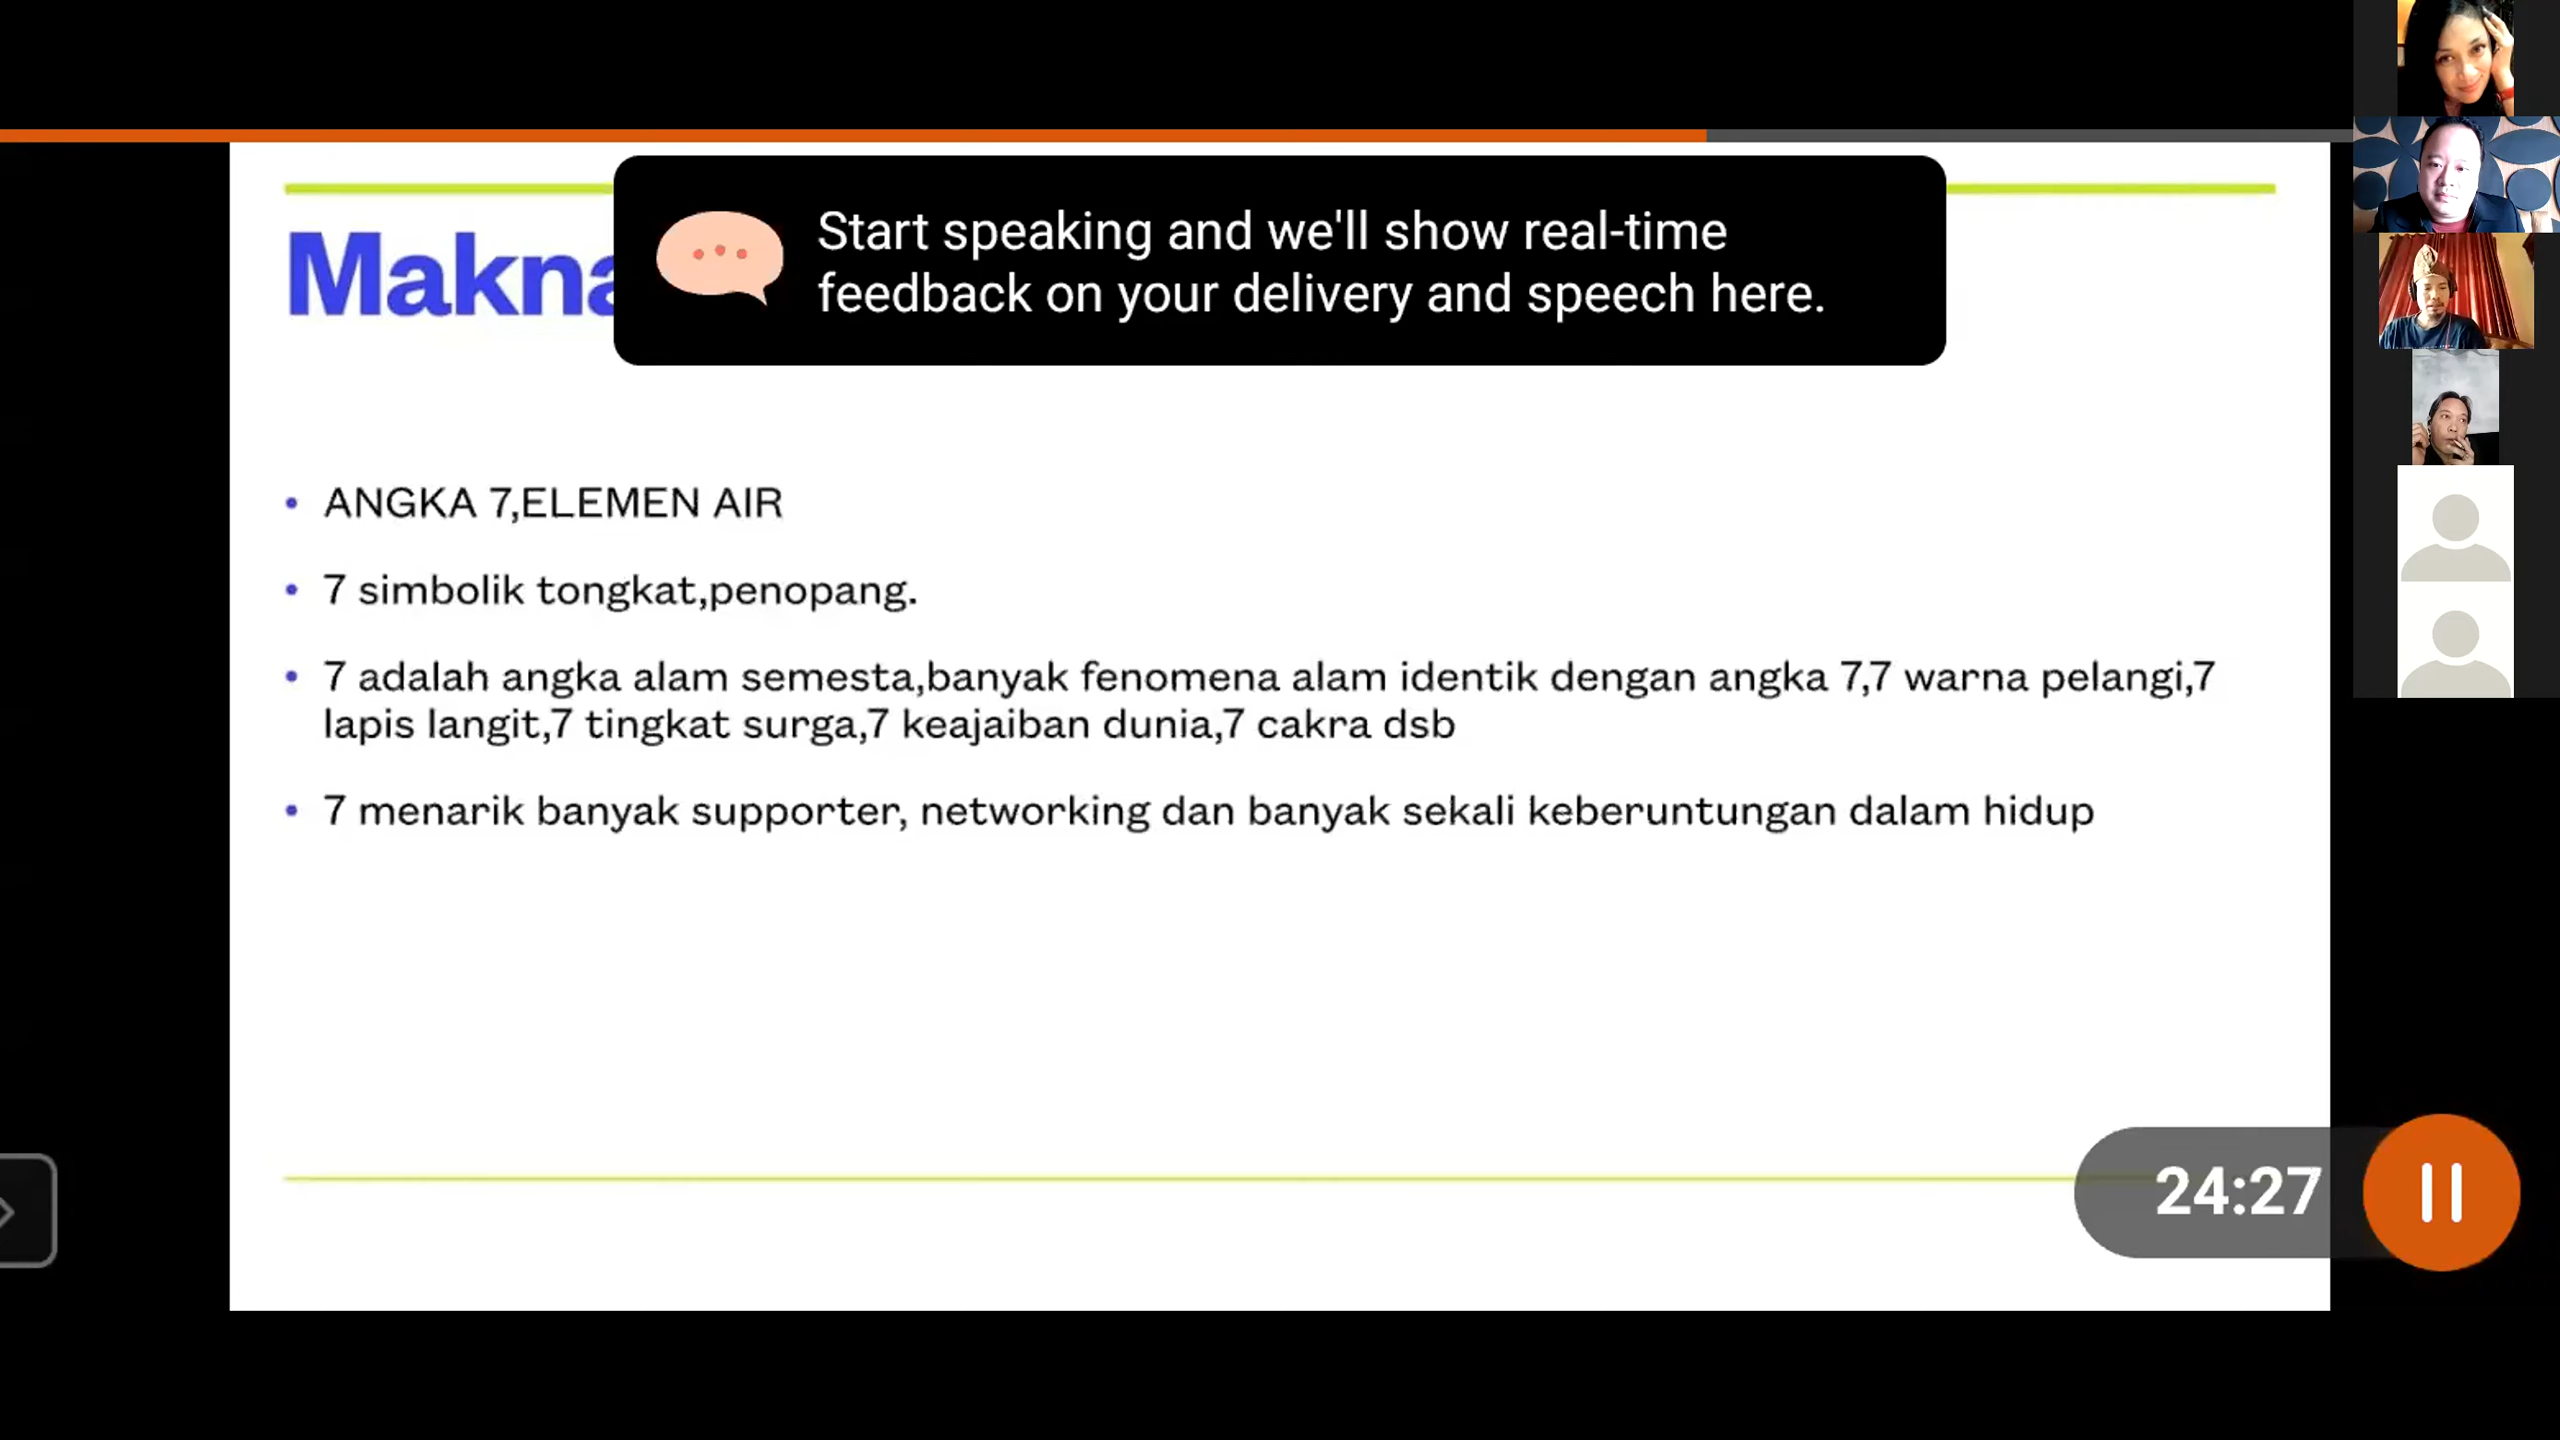 Start speaking and we'll show real-time
feedback on your delivery and speech here.
Makna
• ANGKA 7,ELEMEN AIR
• 7 simbolik tongkat,penopang.
• 7 adalah angka alam semesta,banyak fenomena alam identik dengan angka 7,7 warna pelangi,7
lapis langit,7 tingkat surga,7 keajaiban dunia,7 cakra dsb
• 7 menarik banyak supporter, networking dan banyak sekali keberuntungan dalam hidup
24:27